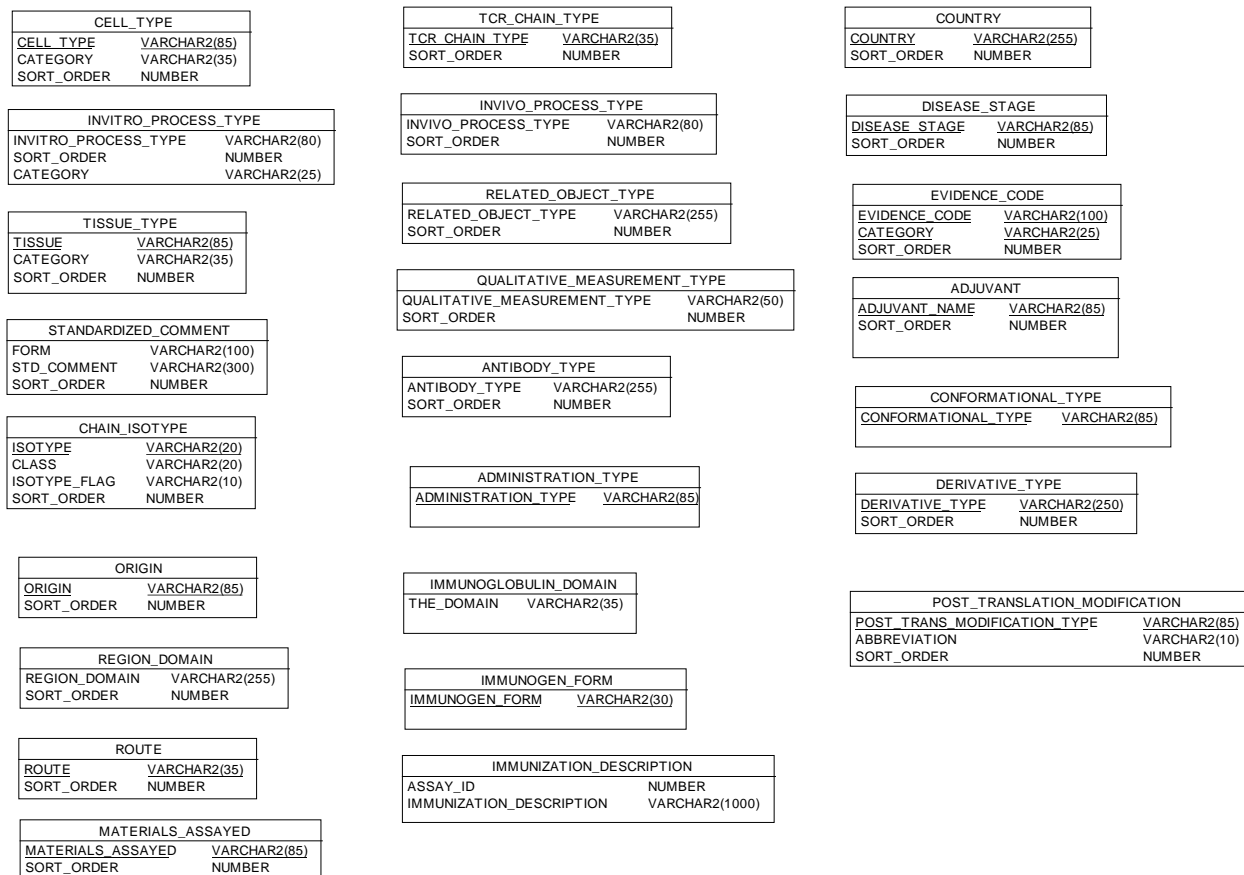 CELL_TYPE
CELL_TYPE VARCHAR2(85)
CATEGORY VARCHAR2(35)
SORT_ORDER NUMBER
INVITRO_PROCESS_TYPE
INVITRO_PROCESS_TYPE VARCHAR2(80)
SORT_ORDER NUMBER
CATEGORY VARCHAR2(25)
TISSUE_TYPE
TISSUE VARCHAR2(85)
CATEGORY VARCHAR2(35)
SORT_ORDER NUMBER
STANDARDIZED_COMMENT
FORM VARCHAR2(100)
STD_COMMENT VARCHAR2(300)
SORT_ORDER NUMBER
CHAIN_ISOTYPE
ISOTYPE VARCHAR2(20)
CLASS VARCHAR2(20)
ISOTYPE_FLAG VARCHAR2(10)
SORT_ORDER NUMBER
ORIGIN
ORIGIN VARCHAR2(85)
SORT_ORDER NUMBER
REGION_DOMAIN
REGION_DOMAIN VARCHAR2(255)
SORT_ORDER NUMBER
ROUTE
ROUTE VARCHAR2(35)
SORT_ORDER NUMBER
MATERIALS_ASSAYED
MATERIALS_ASSAYED VARCHAR2(85)
SORT_ORDER NUMBER
TCR_CHAIN_TYPE
TCR_CHAIN_TYPE VARCHAR2(35)
SORT_ORDER NUMBER
INVIVO_PROCESS_TYPE
INVIVO_PROCESS_TYPE VARCHAR2(80)
SORT_ORDER NUMBER
RELATED_OBJECT_TYPE
RELATED_OBJECT_TYPE VARCHAR2(255)
SORT_ORDER NUMBER
QUALITATIVE_MEASUREMENT_TYPE
QUALITATIVE_MEASUREMENT_TYPE VARCHAR2(50)
SORT_ORDER NUMBER
ANTIBODY_TYPE
ANTIBODY_TYPE VARCHAR2(255)
SORT_ORDER NUMBER
ADMINISTRATION_TYPE
ADMINISTRATION_TYPE VARCHAR2(85)
IMMUNOGLOBULIN_DOMAIN
THE_DOMAIN VARCHAR2(35)
IMMUNOGEN_FORM
IMMUNOGEN_FORM VARCHAR2(30)
IMMUNIZATION_DESCRIPTION
ASSAY_ID NUMBER
IMMUNIZATION_DESCRIPTION VARCHAR2(1000)
COUNTRY
COUNTRY VARCHAR2(255)
SORT_ORDER NUMBER
DISEASE_STAGE
DISEASE_STAGE VARCHAR2(85)
SORT_ORDER NUMBER
EVIDENCE_CODE
EVIDENCE_CODE VARCHAR2(100)
CATEGORY VARCHAR2(25)
SORT_ORDER NUMBER
ADJUVANT
ADJUVANT_NAME VARCHAR2(85)
SORT_ORDER NUMBER
CONFORMATIONAL_TYPE
CONFORMATIONAL_TYPE VARCHAR2(85)
DERIVATIVE_TYPE
DERIVATIVE_TYPE VARCHAR2(250)
SORT_ORDER NUMBER
POST_TRANSLATION_MODIFICATION
POST_TRANS_MODIFICATION_TYPE VARCHAR2(85)
ABBREVIATION VARCHAR2(10)
SORT_ORDER NUMBER